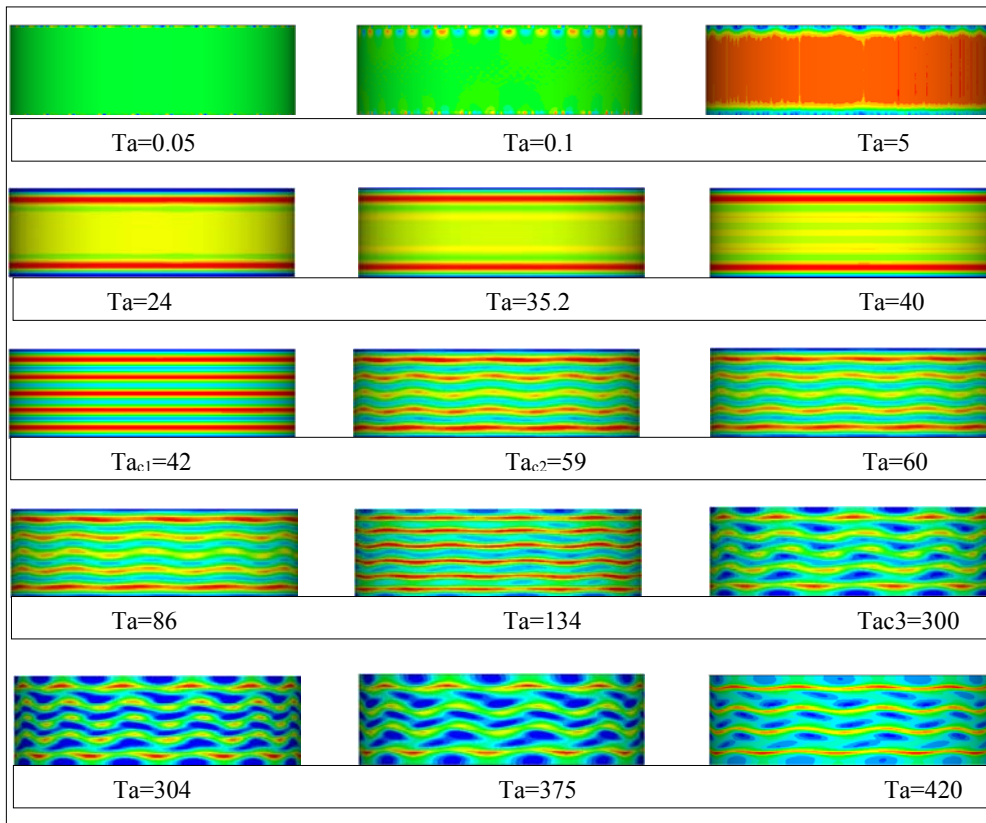 Ta=0.05 Ta=0.1 Ta=5
Ta=24 Ta=35.2 Ta=40
Tac1=42 Tac2=59 Ta=60
Ta=86 Ta=134 Tac3=300
Ta=304 Ta=375 Ta=420